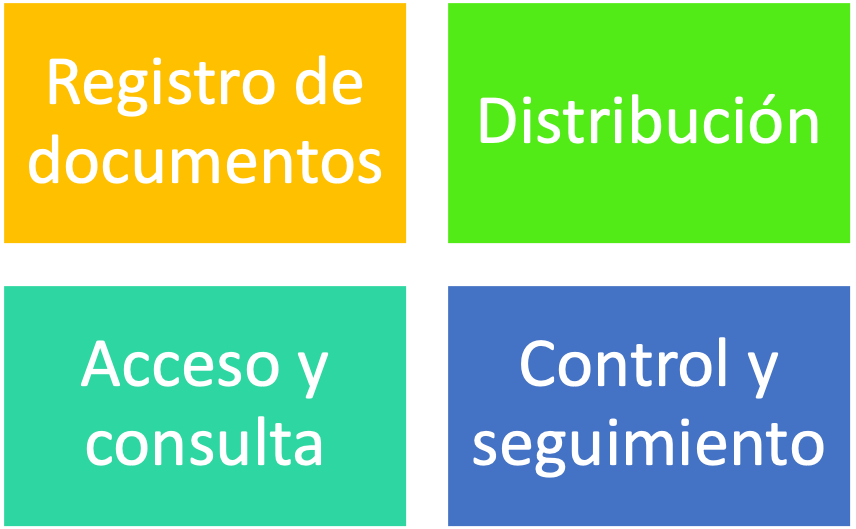 Registro de
documentos
Distribución
Acceso y
consulta
Control y
seguimiento